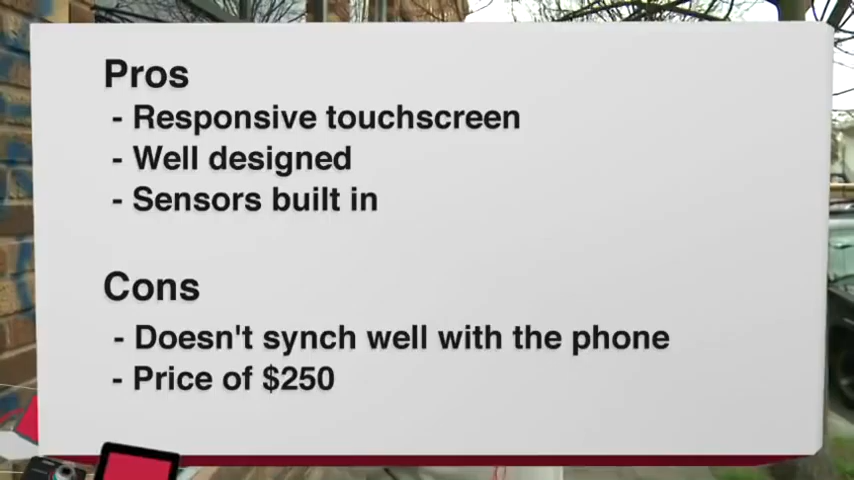 Pros
- Responsive touchscreen
- Well designed
- Sensors built in
Cons
- Doesn't synch well with the phone
- Price of $250